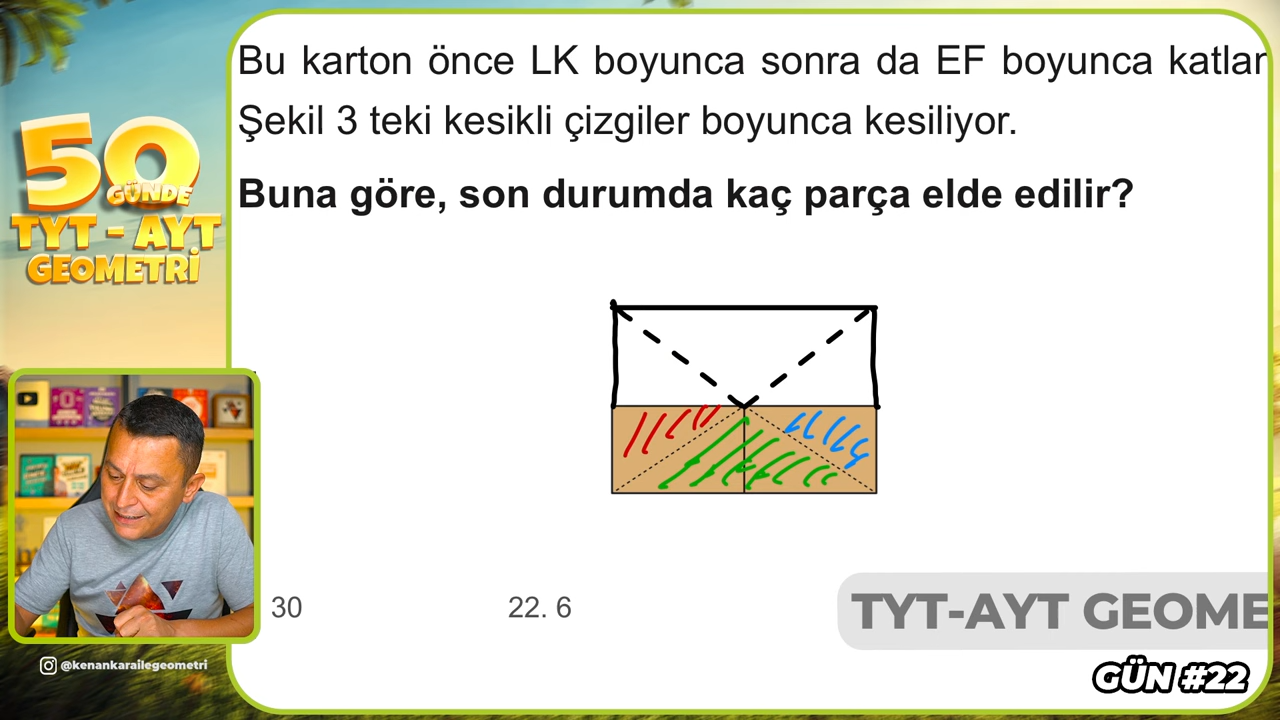 Bu karton önce LK boyunca sonra da EF boyunca katlar
Şekil 3 teki kesikli çizgiler boyunca kesiliyor.
Buna göre, son durumda kaç parça elde edilir?
50
GÜNDE
TYT - AYT
GEOMETRİ
30 22. 6
TYT-AYT GEOME
@kenankarailegeometri
GÜN #22